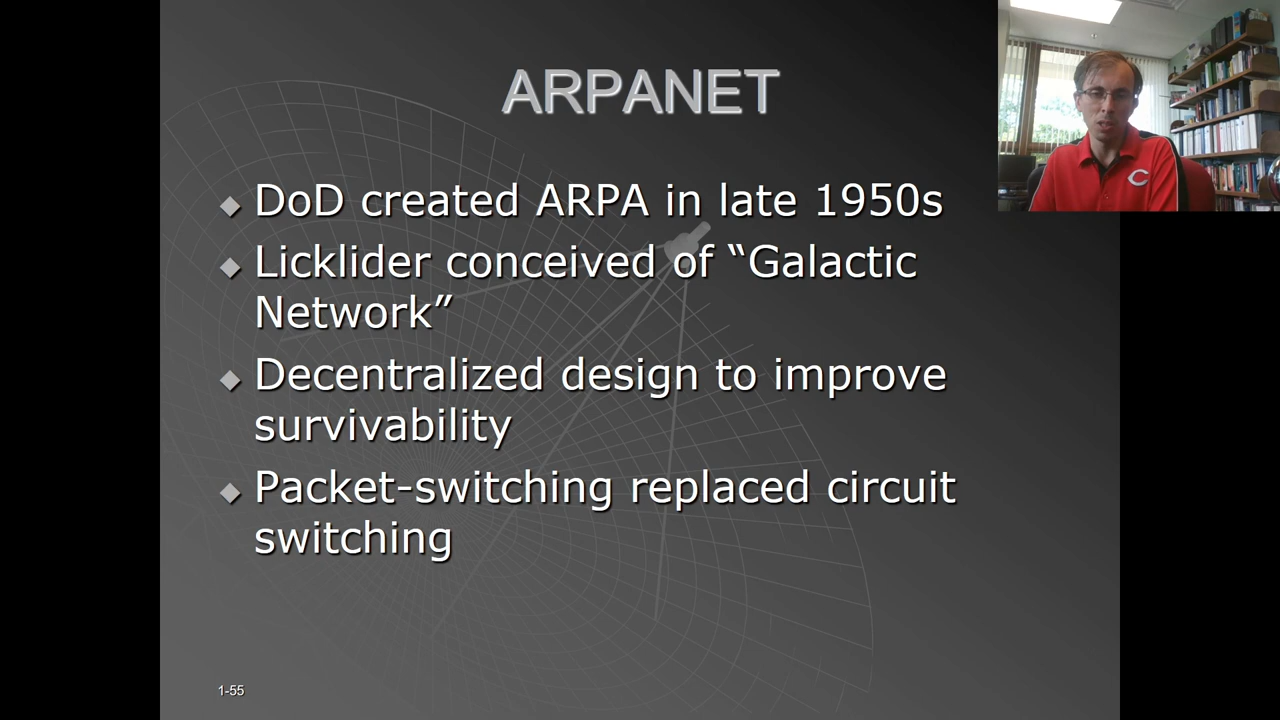 ARPANET
DoD created ARPA in late 1950s
Licklider conceived of “Galactic
Network”
Decentralized design to improve
survivability
Packet-switching replaced circuit
switching
1-55
C